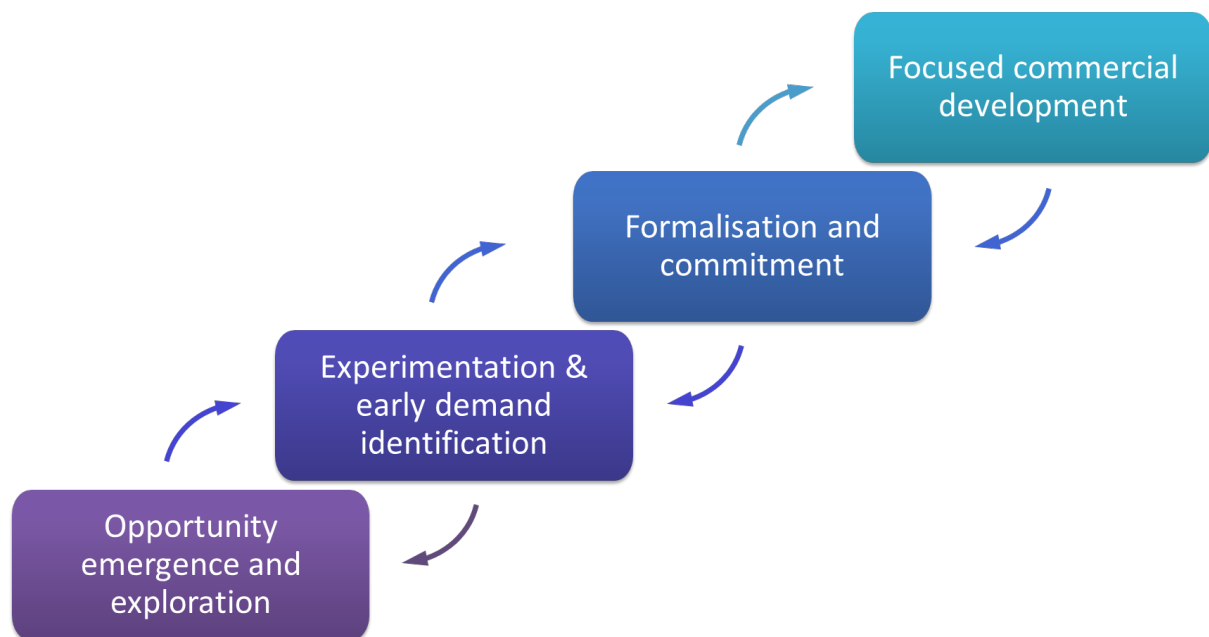 Focused commercial
development
Formalisation and
commitment
Experimentation &
early demand
identification
Opportunity
emergence and
exploration